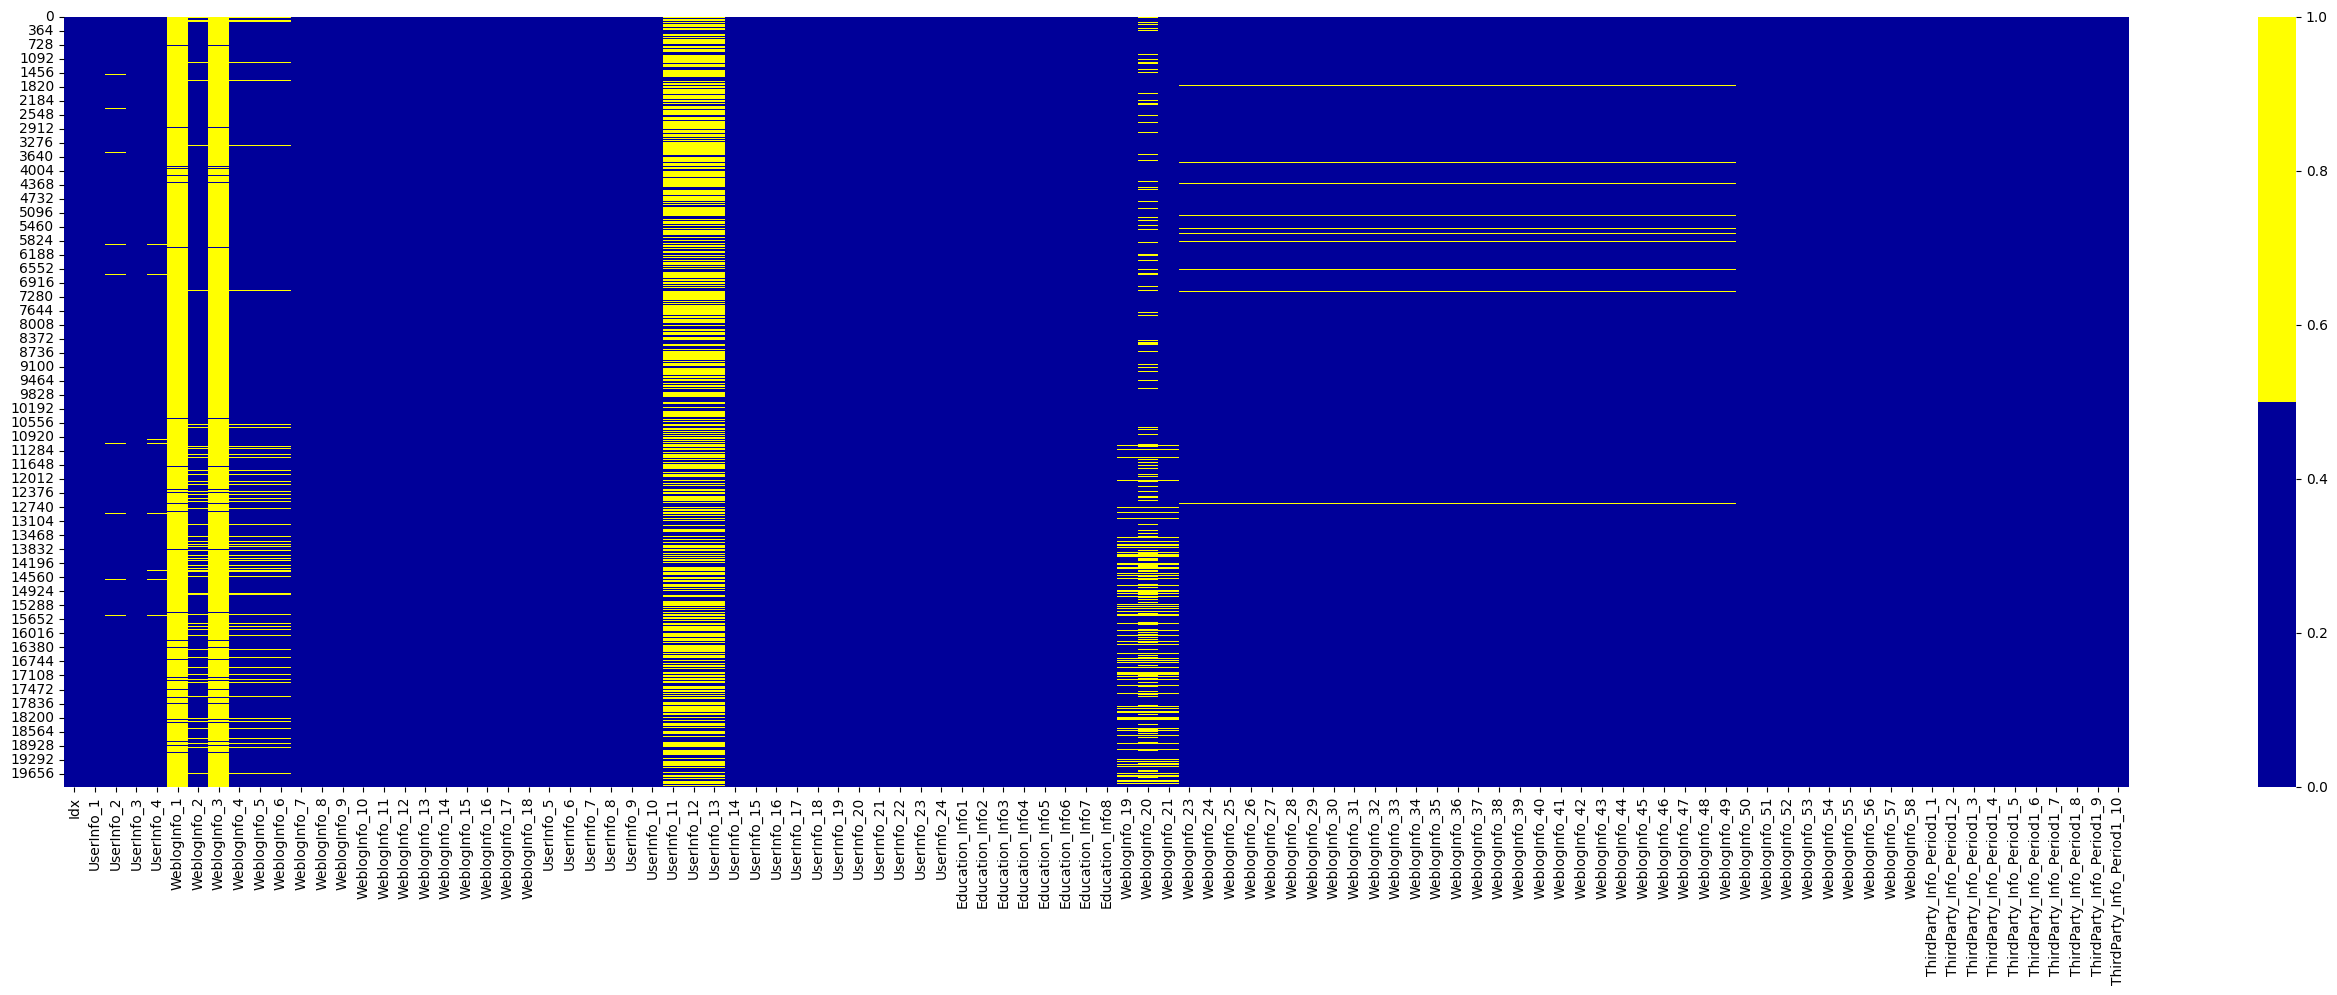 0
364
728
1092
1456
1820
2184
2548
2912
3276
3640
4004
4368
4732
5096
5460
5824
6188
6552
6916
7280
7644
8008
8372
8736
9100
9464
9828
10192
10556
10920
11284
11648
12012
12376
12740
13104
13468
13832
14196
14560
14924
15288
15652
16016
16380
16744
17108
17472
17836
18200
18564
18928
19292
19656
Idx
UserInfo_1
UserInfo_2
UserInfo_3
UserInfo_4
WeblogInfo_1
WeblogInfo_2
WeblogInfo_3
WeblogInfo_4
WeblogInfo_5
WeblogInfo_6
WeblogInfo_7
WeblogInfo_8
WeblogInfo_9
WeblogInfo_10
WeblogInfo_11
WeblogInfo_12
WeblogInfo_13
WeblogInfo_14
WeblogInfo_15
WeblogInfo_16
WeblogInfo_17
WeblogInfo_18
UserInfo_5
UserInfo_6
UserInfo_7
UserInfo_8
UserInfo_9
UserInfo_10
UserInfo_11
UserInfo_12
UserInfo_13
UserInfo_14
UserInfo_15
UserInfo_16
UserInfo_17
UserInfo_18
UserInfo_19
UserInfo_20
UserInfo_21
UserInfo_22
UserInfo_23
UserInfo_24
Education_Info1
Education_Info2
Education_Info3
Education_Info4
Education_Info5
Education_Info6
Education_Info7
Education_Info8
WeblogInfo_19
WeblogInfo_20
WeblogInfo_21
WeblogInfo_23
WeblogInfo_24
WeblogInfo_25
WeblogInfo_26
WeblogInfo_27
WeblogInfo_28
WeblogInfo_29
WeblogInfo_30
WeblogInfo_31
WeblogInfo_32
WeblogInfo_33
WeblogInfo_34
WeblogInfo_35
WeblogInfo_36
WeblogInfo_37
WeblogInfo_38
WeblogInfo_39
WeblogInfo_40
WeblogInfo_41
WeblogInfo_42
WeblogInfo_43
WeblogInfo_44
WeblogInfo_45
WeblogInfo_46
WeblogInfo_47
WeblogInfo_48
WeblogInfo_49
WeblogInfo_50
WeblogInfo_51
WeblogInfo_52
WeblogInfo_53
WeblogInfo_54
WeblogInfo_55
WeblogInfo_56
WeblogInfo_57
WeblogInfo_58
ThirdParty_Info_Period1_1
ThirdParty_Info_Period1_2
ThirdParty_Info_Period1_3
ThirdParty_Info_Period1_4
ThirdParty_Info_Period1_5
ThirdParty_Info_Period1_6
ThirdParty_Info_Period1_7
ThirdParty_Info_Period1_8
ThirdParty_Info_Period1_9
ThirdParty_Info_Period1_10
1.0
0.8
0.6
0.4
0.2
0.0